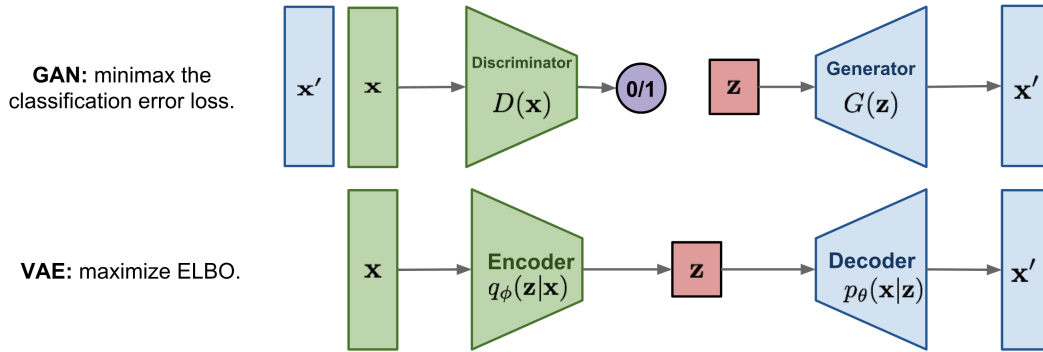 GAN: minimax the
classification error loss.
x′
x
Discriminator
D(x)
0/1
z
Generator
G(z)
x′
VAE: maximize ELBO.
x
Encoder
qϕ(z|x)
z
Decoder
pθ(x|z)
x′